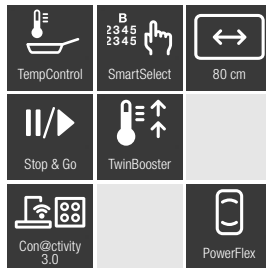 B
2345
2345
TempControl
SmartSelect
80 cm
Stop & Go
TwinBooster
Con@ctivity
3.0
PowerFlex